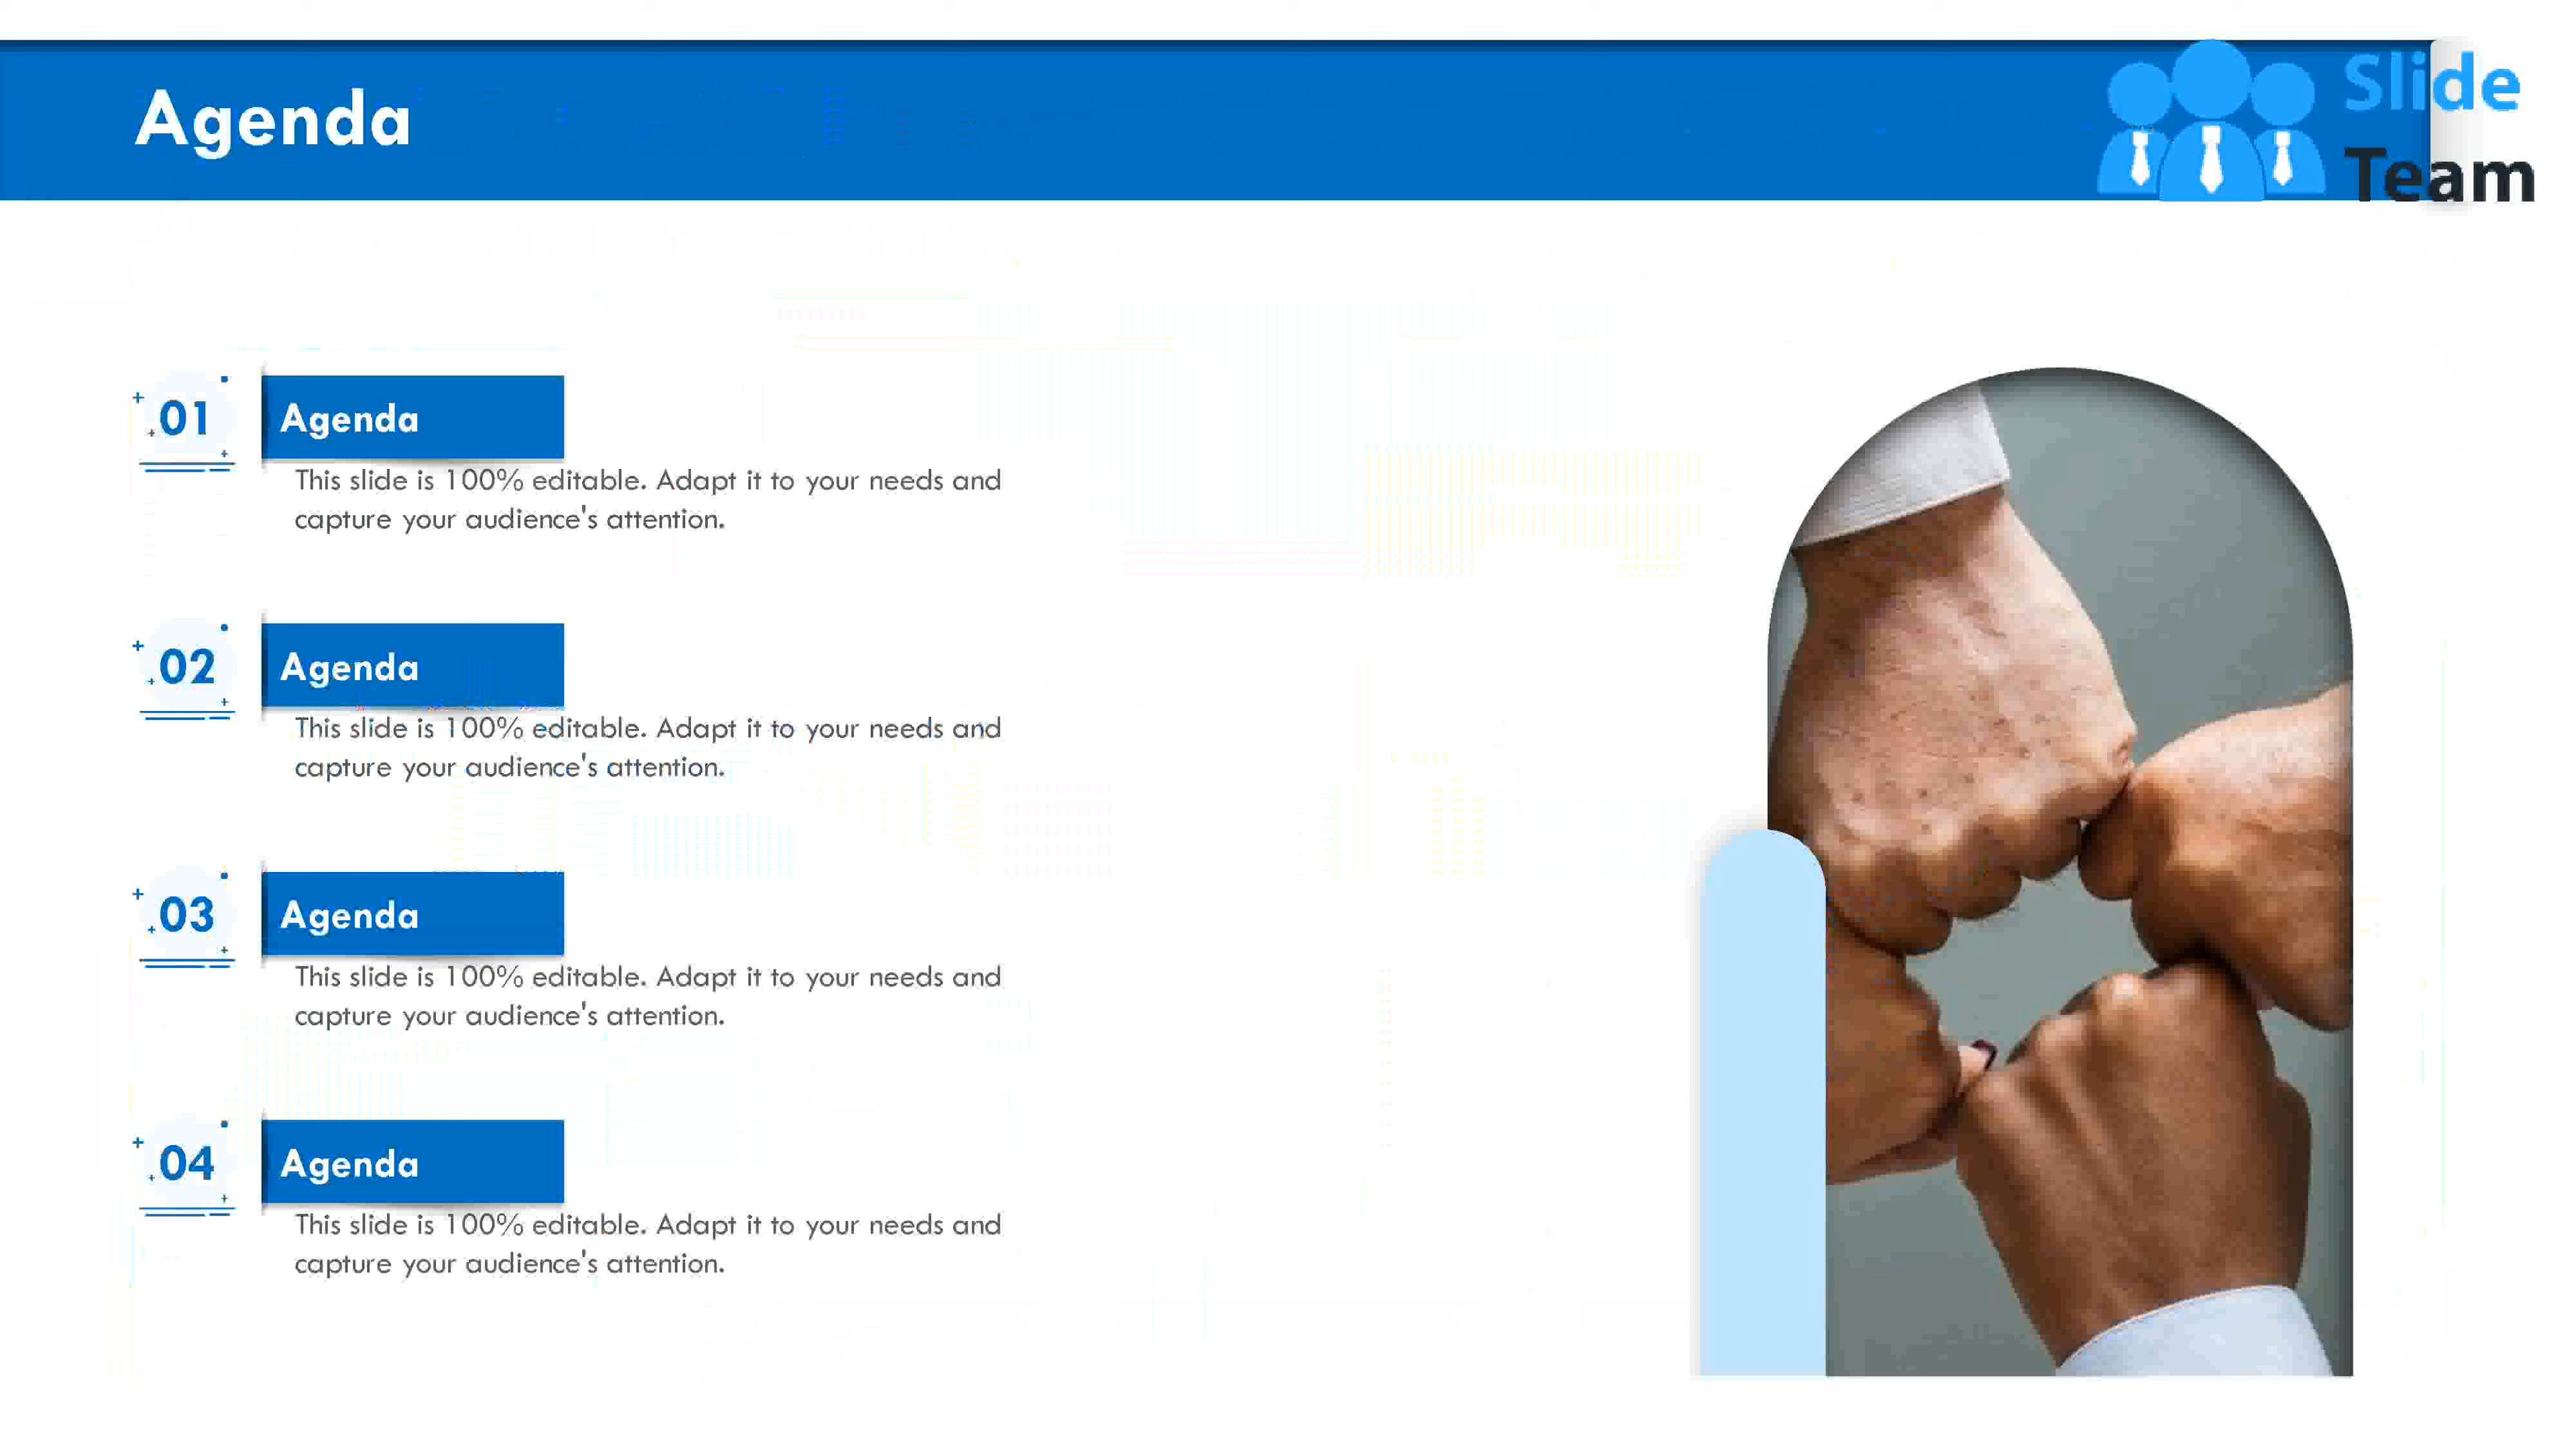 Agenda
Slide
Team
01
Agenda
This slide is 100% editable. Adapt it to your needs and
capture your audience's attention.
02
Agenda
This slide is 100% editable. Adapt it to your needs and
capture your audience's attention.
03
Agenda
This slide is 100% editable. Adapt it to your needs and
capture your audience's attention.
04
Agenda
This slide is 100% editable. Adapt it to your needs and
capture your audience's attention.